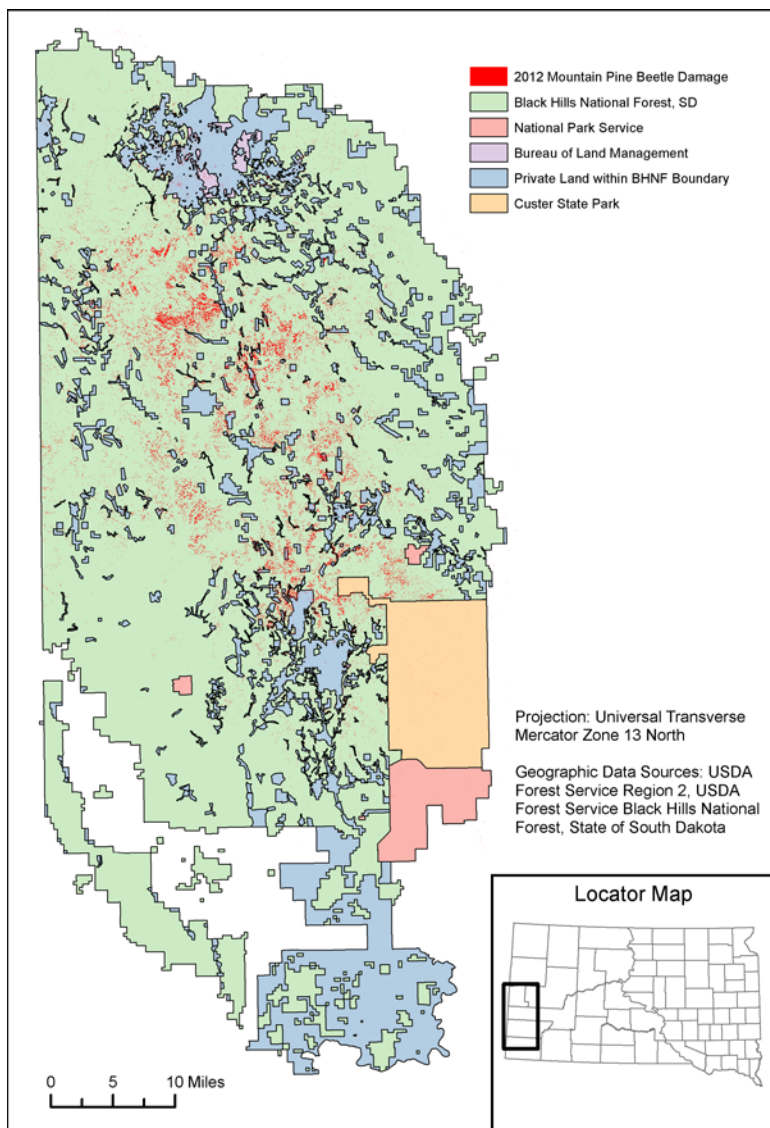 2012 Mountain Pine Beetle Damage
Black Hills National Forest, SD
National Park Service
Bureau of Land Management
Private Land within BHNF Boundary
Custer State Park
Projection: Universal Transverse
Mercator Zone 13 North
Geographic Data Sources: USDA
Forest Service Region 2, USDA
Forest Service Black Hills National
Forest, State of South Dakota
Locator Map
0 5 10 Miles